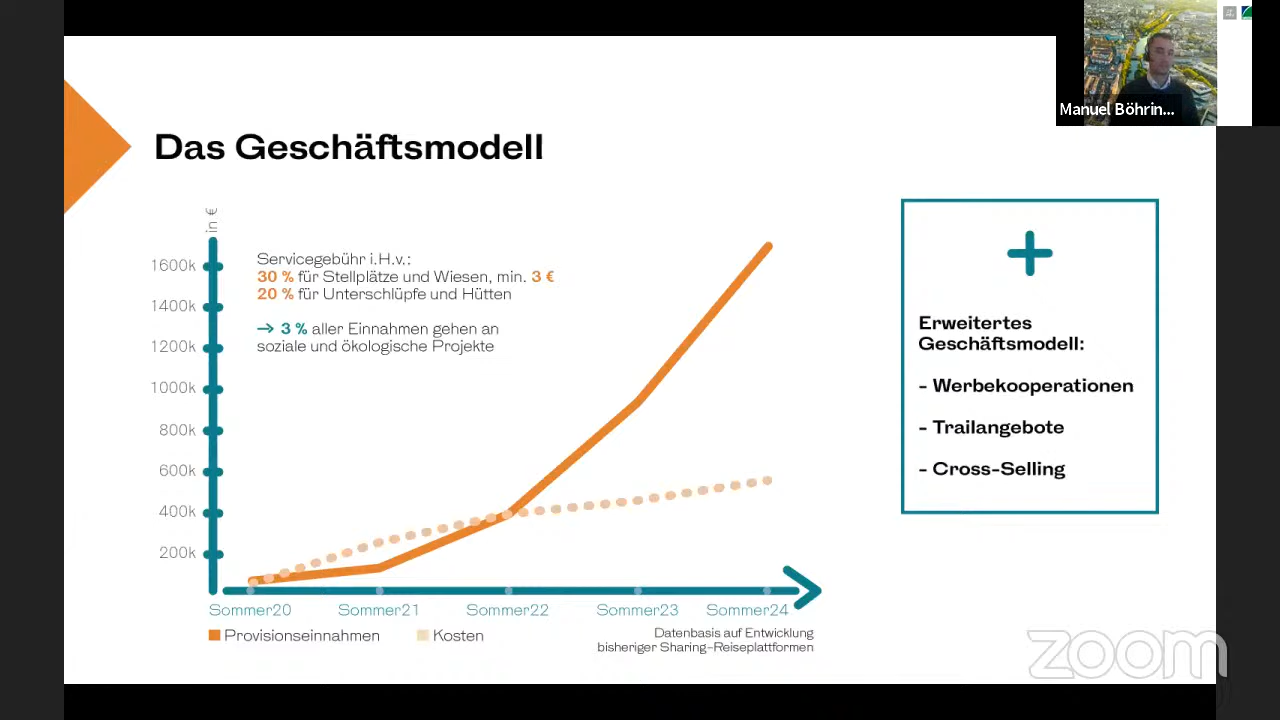 Manuel Böhrin...
Das Geschäftsmodell
in €
1600k
1400k
1200k
1000k
800k
600k
400k
200k
Servicegebühr i.H.v.:
30 % für Stellplätze und Wiesen, min. 3 €
20 % für Unterschlüpfe und Hütten
→ 3 % aller Einnahmen gehen an
soziale und ökologische Projekte
Sommer20 Sommer21 Sommer22 Sommer23 Sommer24
Provisionseinnahmen Kosten
Datenbasis auf Entwicklung
bisheriger Sharing-Reiseplattformen
+
Erweitertes
Geschäftsmodell:
- Werbekooperationen
- Trailangebote
- Cross-Selling
zoom